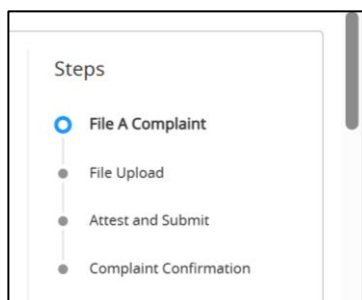 Steps
File A Complaint
File Upload
Attest and Submit
Complaint Confirmation